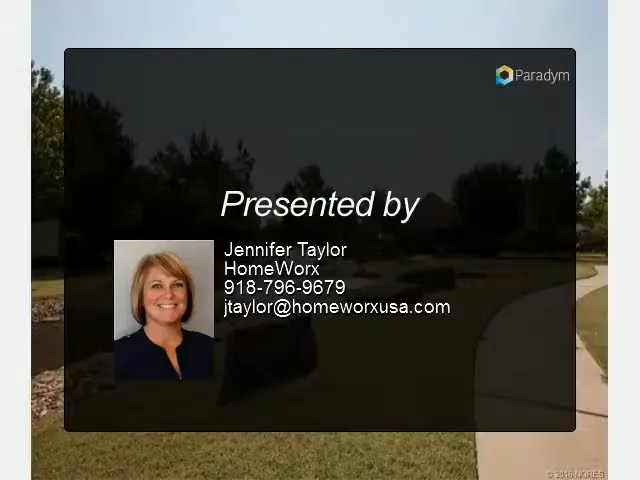 Paradym
Presented by
Jennifer Taylor
HomeWorx
918-796-9679
jtaylor@homeworxusa.com
© 2016 NORES